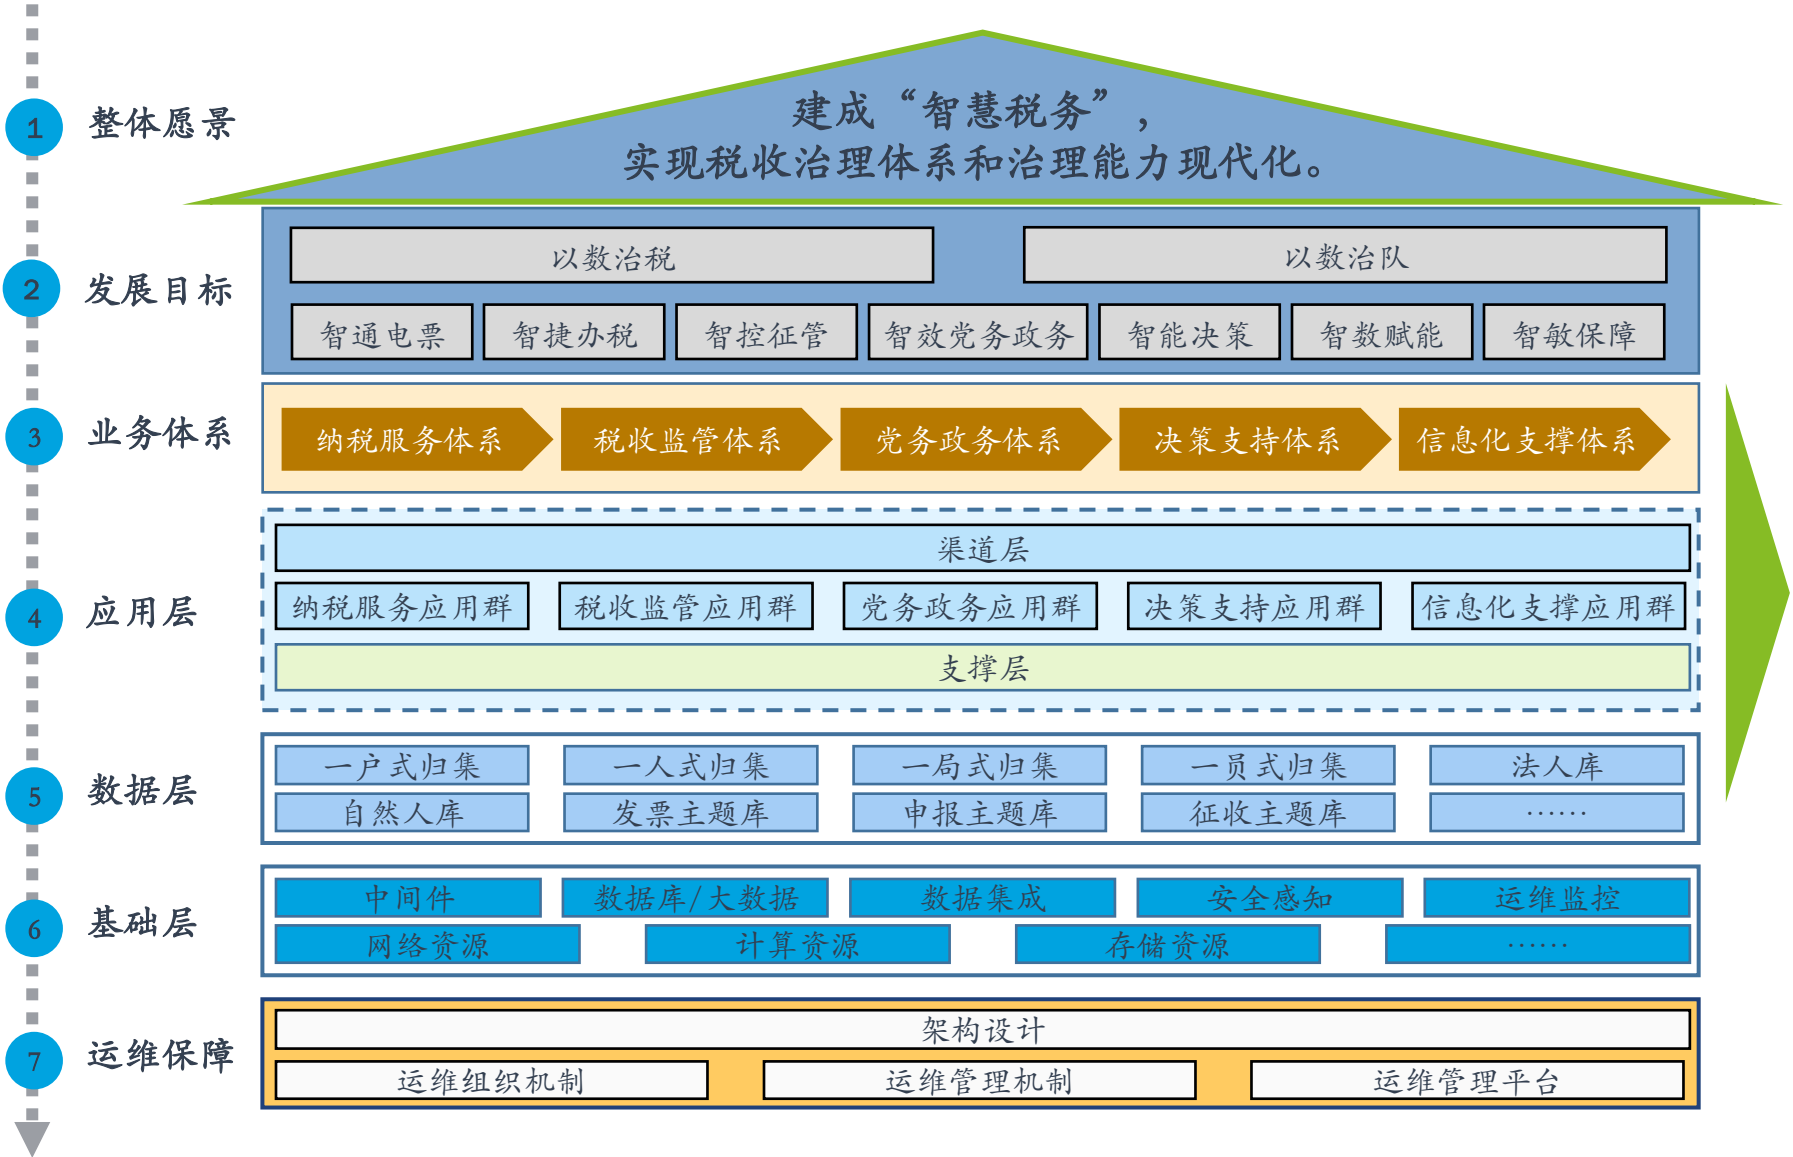 1
整体愿景
建成“智慧税务”，
实现税收治理体系和治理能力现代化。
2
发展目标
以数治税
以数治队
智通电票
智捷办税
智控征管
智效党务政务
智能决策
智数赋能
智敏保障
3
业务体系
纳税服务体系
税收监管体系
党务政务体系
决策支持体系
信息化支撑体系
4
应用层
渠道层
纳税服务应用群
税收监管应用群
党务政务应用群
决策支持应用群
信息化支撑应用群
支撑层
5
数据层
一户式归集
一人式归集
一局式归集
一员式归集
法人库
自然人库
发票主题库
申报主题库
征收主题库
……
6
基础层
中间件
数据库/大数据
数据集成
安全感知
运维监控
网络资源
计算资源
存储资源
……
7
运维保障
架构设计
运维组织机制
运维管理机制
运维管理平台